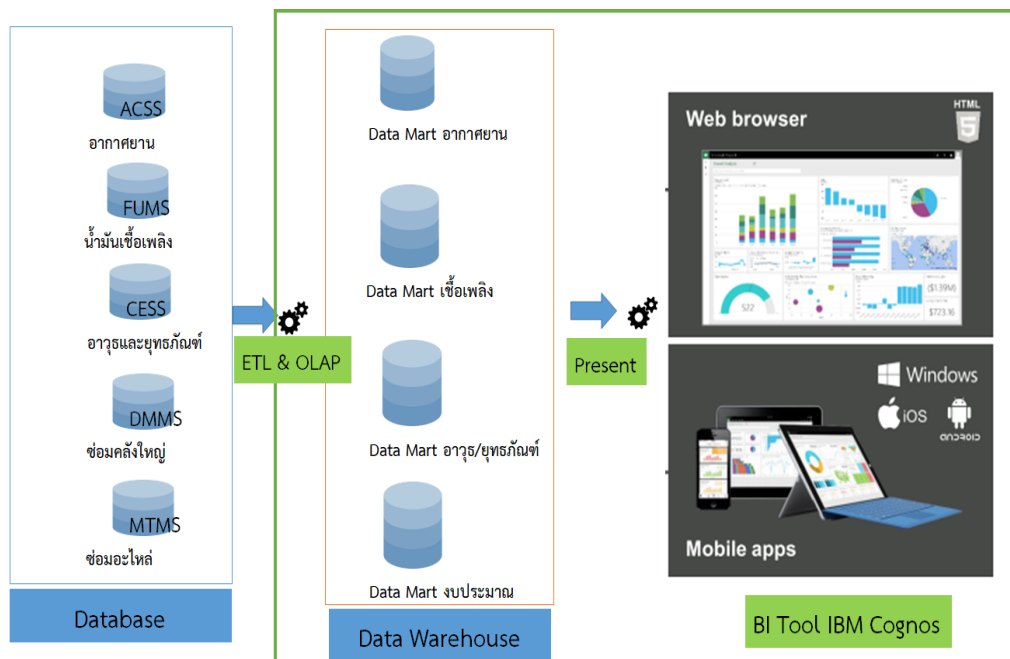 ACSS
อากาศยาน
FUMS
น้ำมันเชื้อเพลิง
CESS
อาวุธและยุทธภัณฑ์
DMMS
ซ่อมคลังใหญ่
MTMS
ซ่อมอะไหล่
Database
ETL & OLAP
Data Mart อากาศยาน
Data Mart เชื้อเพลิง
Data Mart อาวุธ/ยุทธภัณฑ์
Data Mart งบประมาณ
Data Warehouse
Present
Web browser
HTML
5
522
($1.39M)
$723.16
Windows
iOS
ANDROID
Mobile apps
BI Tool IBM Cognos